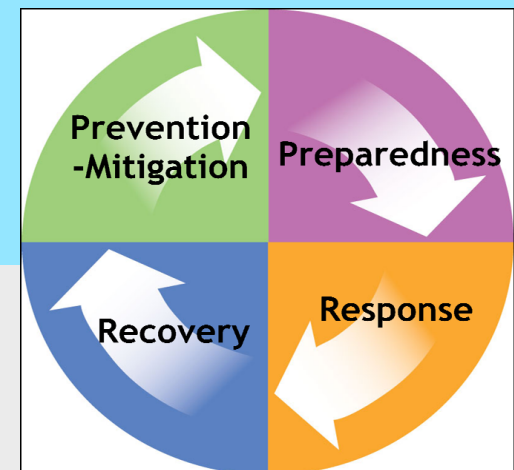 Prevention
-Mitigation
Preparedness
Response
Recovery